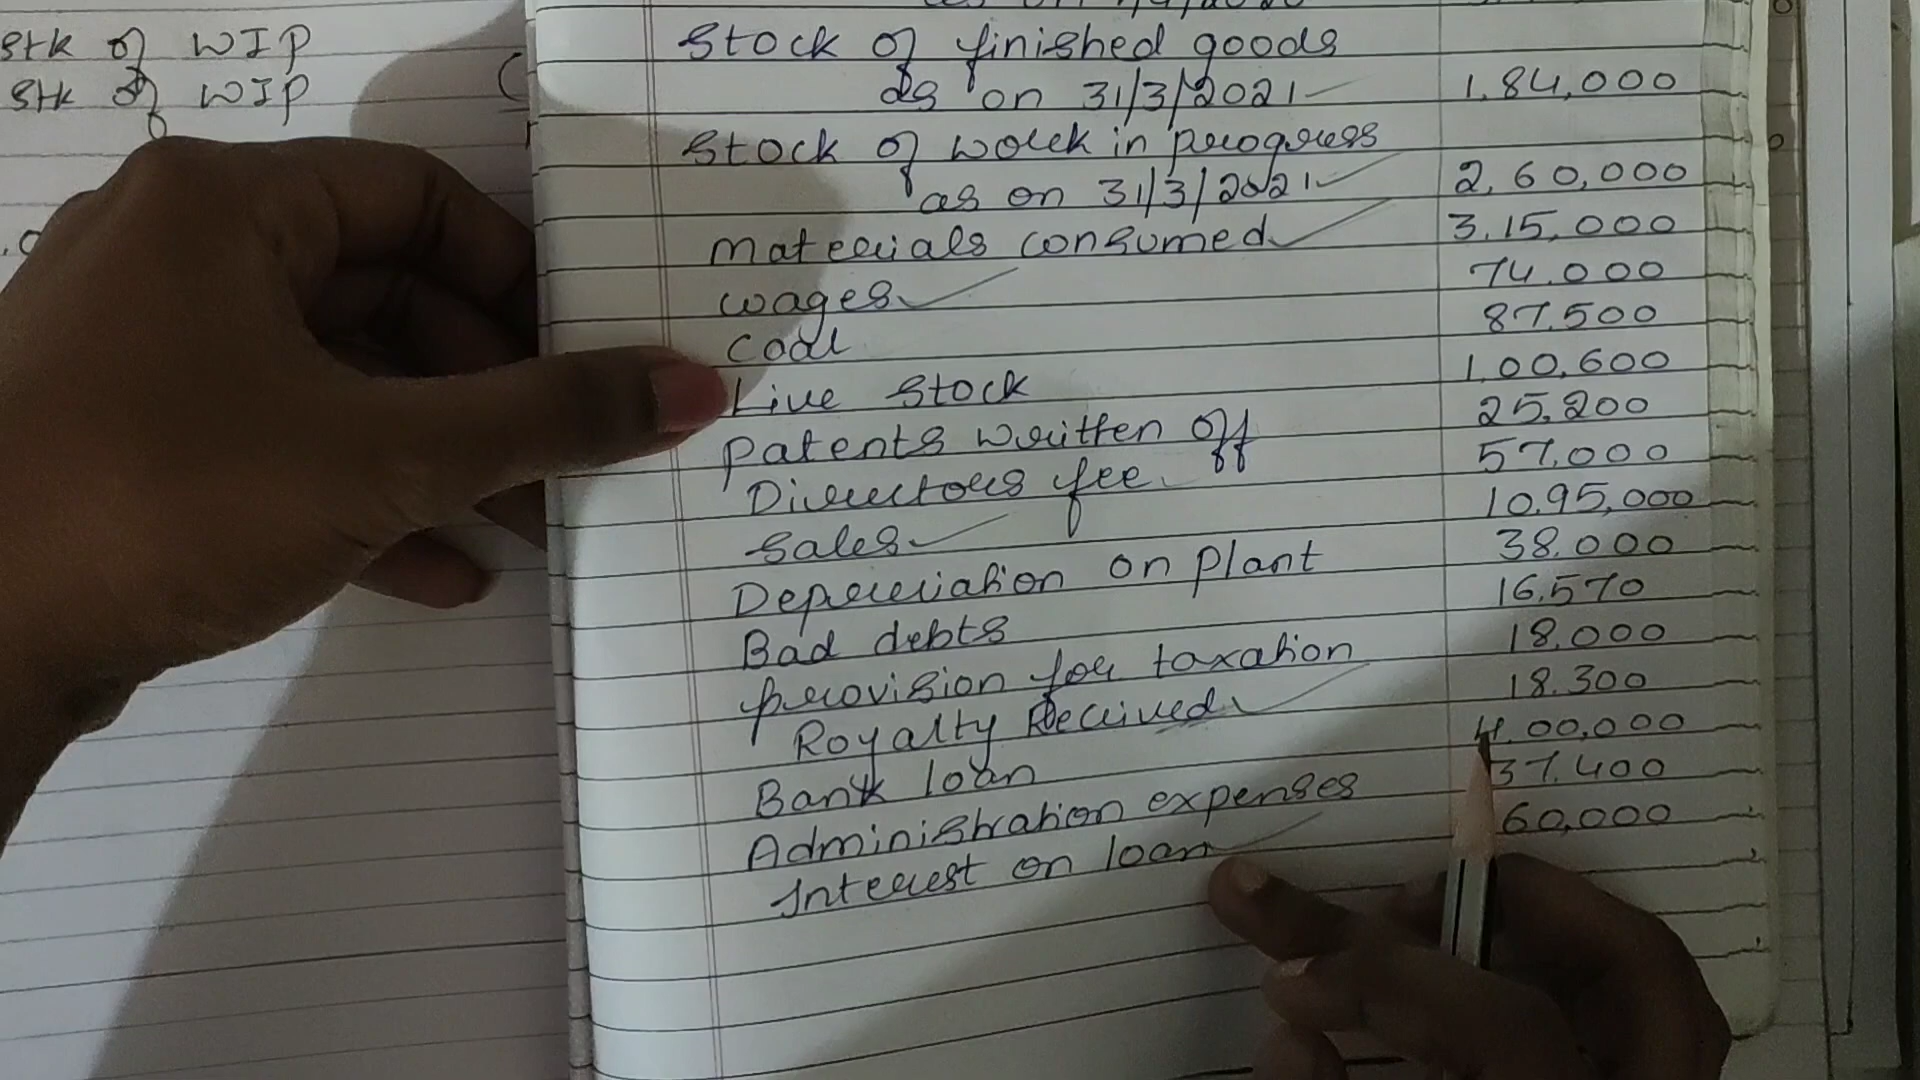 Stk of WIP
Stk of WIP
Stock of finished goods
as on 31/3/2021 1,84,000
Stock of work in progress
as on 31/3/2021 2,60,000
Materials consumed 3,15,000
wages 74,000
Coal 87,500
Live stock 1,00,600
Patents written off 25,200
Directors fee 57,000
Sales 10,95,000
Depreciation on plant 38,000
Bad debts 16,570
provision for taxation 18,000
Royalty Received 18,300
Bank loan 4,00,000
Administration expenses 37,400
Interest on loan 60,000